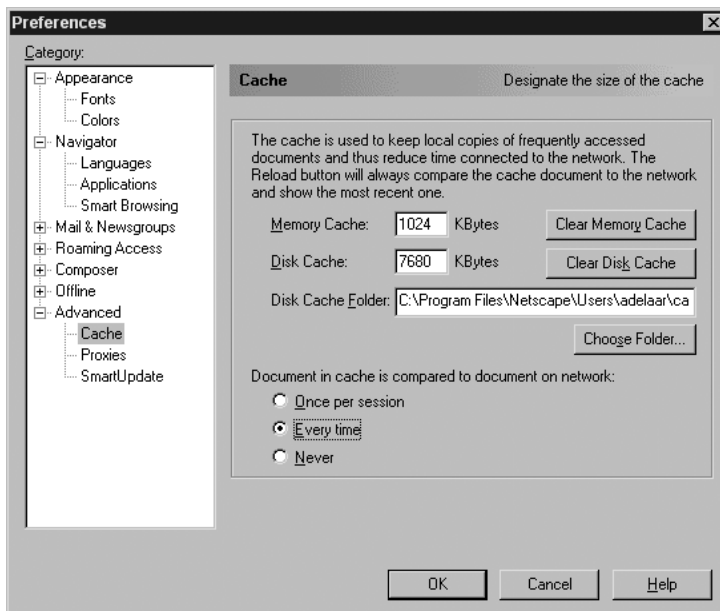 Preferences
Category:
Appearance
Fonts
Colors
Navigator
Languages
Applications
Smart Browsing
Mail & Newsgroups
Roaming Access
Composer
Offline
Advanced
Cache
Proxies
SmartUpdate
Cache Designate the size of the cache
The cache is used to keep local copies of frequently accessed
documents and thus reduce time connected to the network. The
Reload button will always compare the cache document to the network
and show the most recent one.
Memory Cache: 1024 KBytes Clear Memory Cache
Disk Cache: 7680 KBytes Clear Disk Cache
Disk Cache Folder: C:\Program Files\Netscape\Users\adelaar\ca
Choose Folder...
Document in cache is compared to document on network:
Once per session
Every time
Never
OK Cancel Help